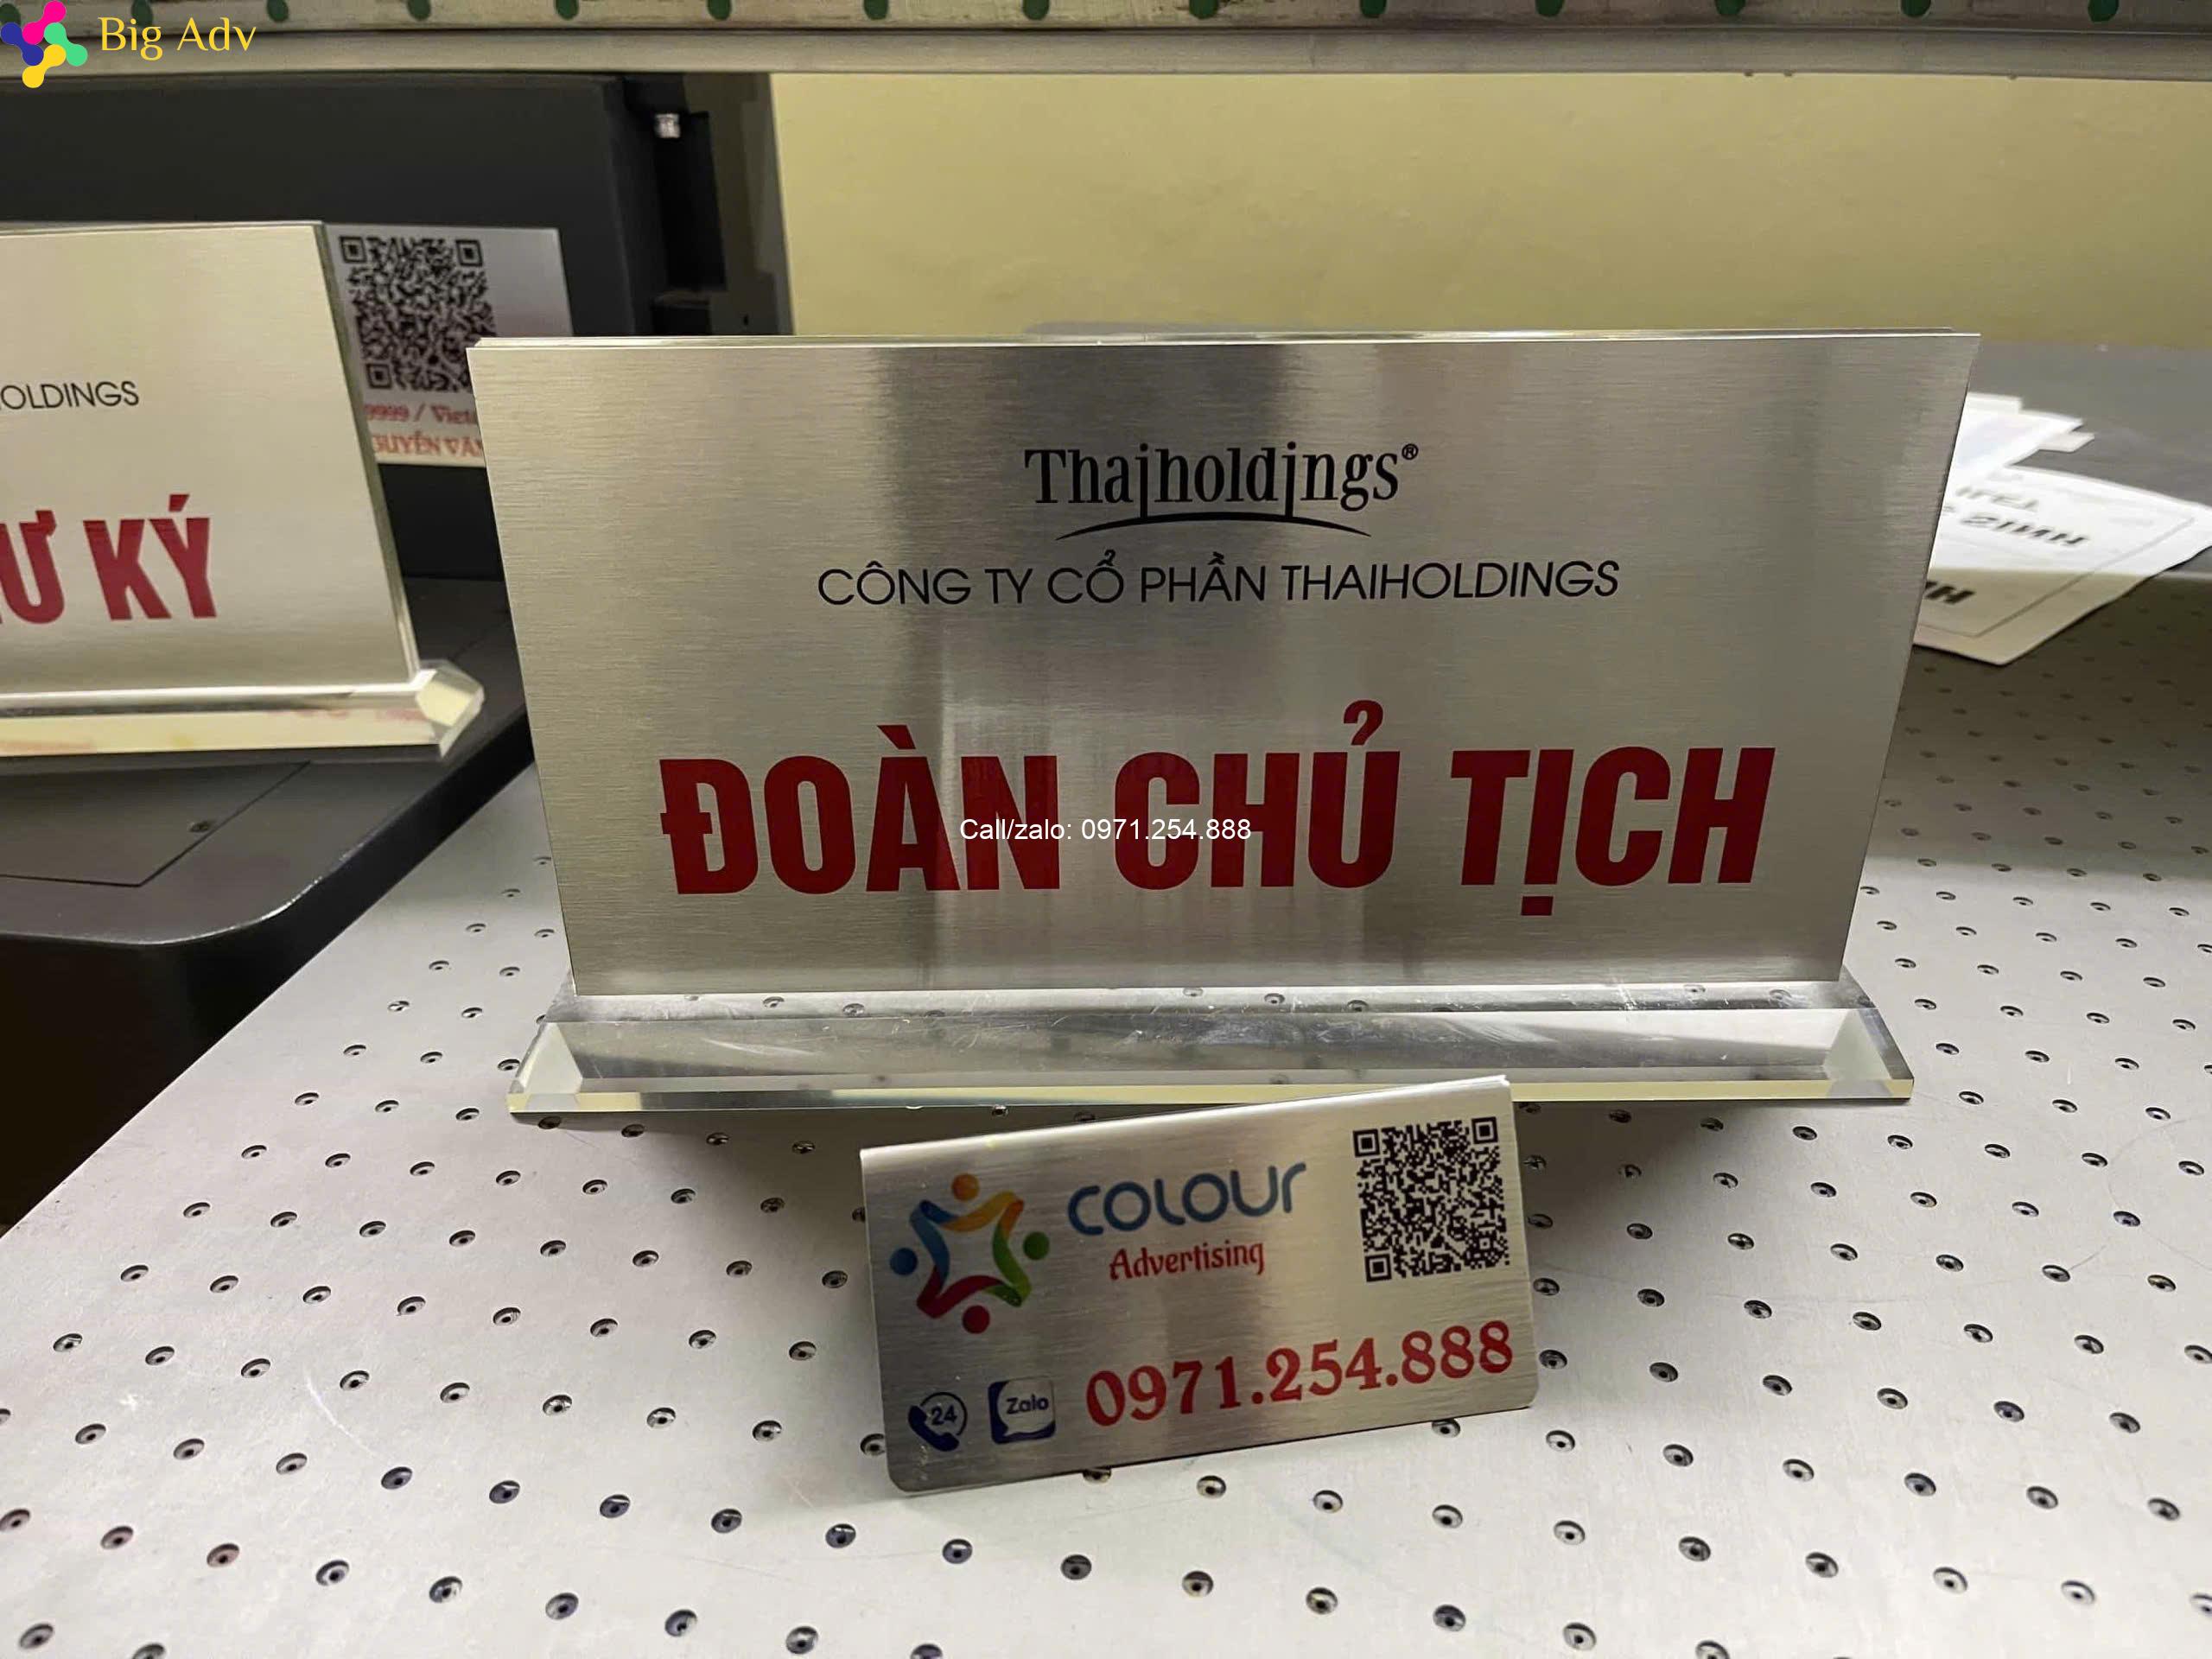 Big Adv
OLDINGS
KÝ
Thaiholdings®
CÔNG TY CỔ PHẦN THAIHOLDINGS
ĐOÀN CHỦ TỊCH
Call/zalo: 0971.254.888
COLOUR
Advertising
24
Zalo
0971.254.888